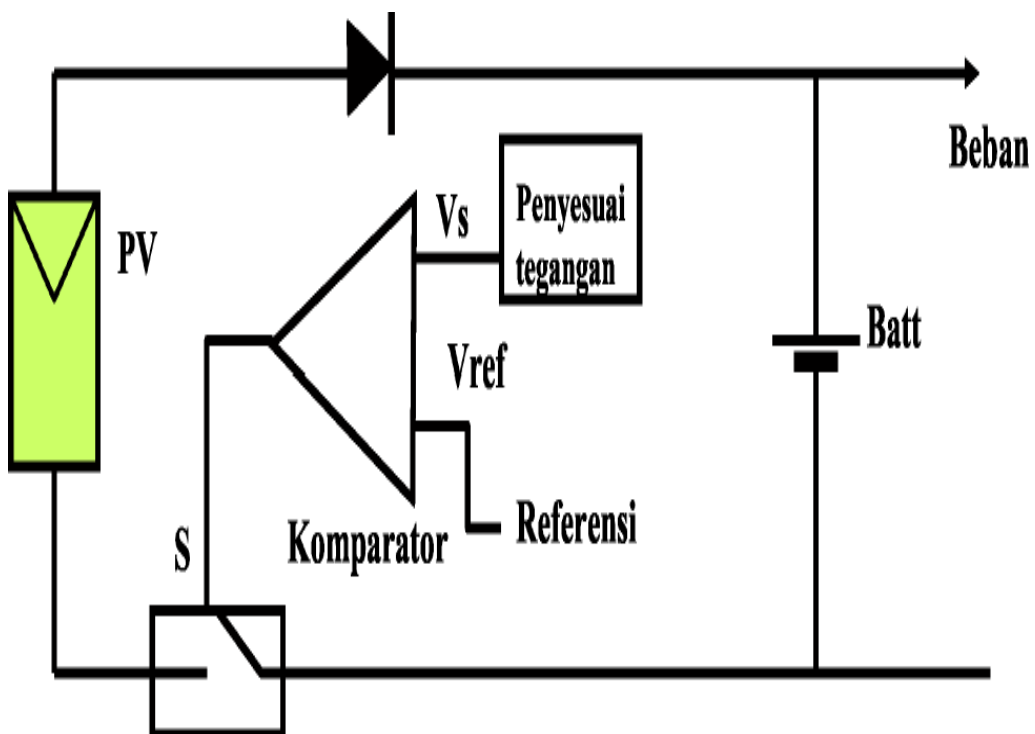 Beban
Penyesuai
tegangan
Vs
PV
Batt
Vref
Referensi
Komparator
S